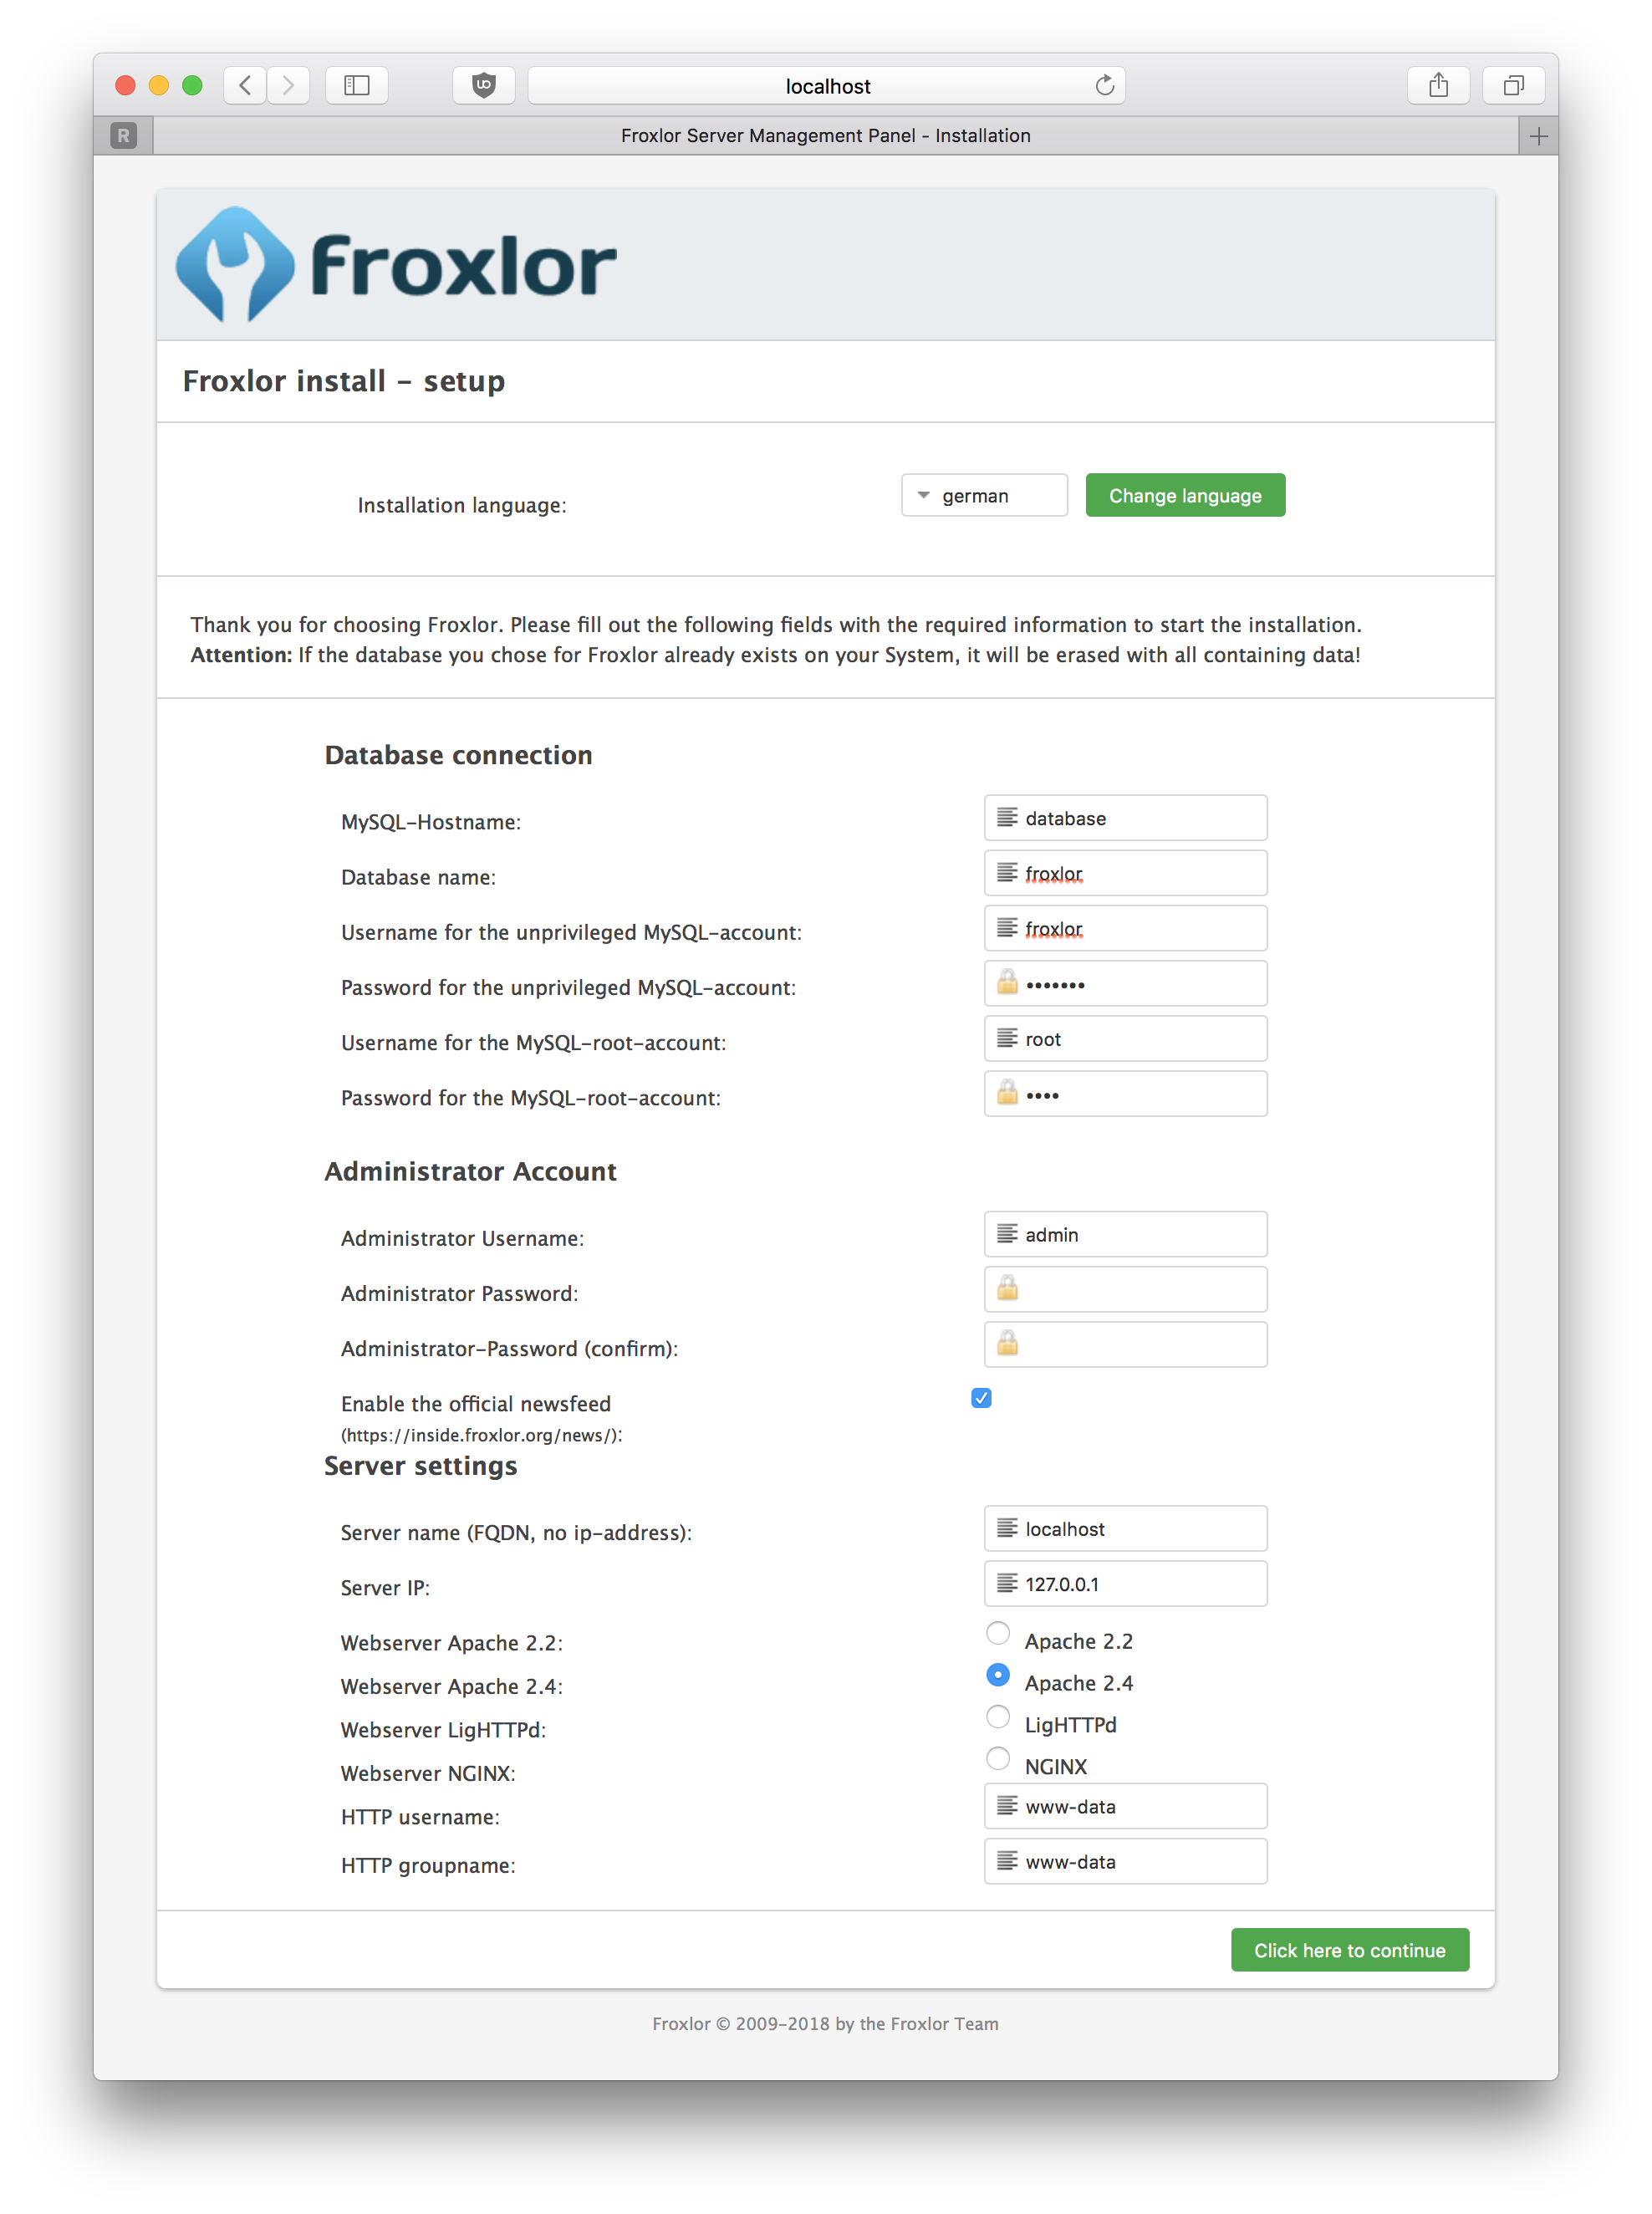 localhost
R
Froxlor Server Management Panel - Installation
froxlor
Froxlor install – setup
Installation language:
german
Change language
Thank you for choosing Froxlor. Please fill out the following fields with the required information to start the installation.
Attention: If the database you chose for Froxlor already exists on your System, it will be erased with all containing data!
Database connection
MySQL-Hostname:
database
Database name:
froxlor
Username for the unprivileged MySQL-account:
froxlor
Password for the unprivileged MySQL-account:
•••••••
Username for the MySQL-root-account:
root
Password for the MySQL-root-account:
••••
Administrator Account
Administrator Username:
admin
Administrator Password:
Administrator-Password (confirm):
Enable the official newsfeed
(https://inside.froxlor.org/news/):
Server settings
Server name (FQDN, no ip-address):
localhost
Server IP:
127.0.0.1
Webserver Apache 2.2:
Apache 2.2
Webserver Apache 2.4:
Apache 2.4
Webserver LigHTTPd:
LigHTTPd
Webserver NGINX:
NGINX
HTTP username:
www-data
HTTP groupname:
www-data
Click here to continue
Froxlor © 2009-2018 by the Froxlor Team